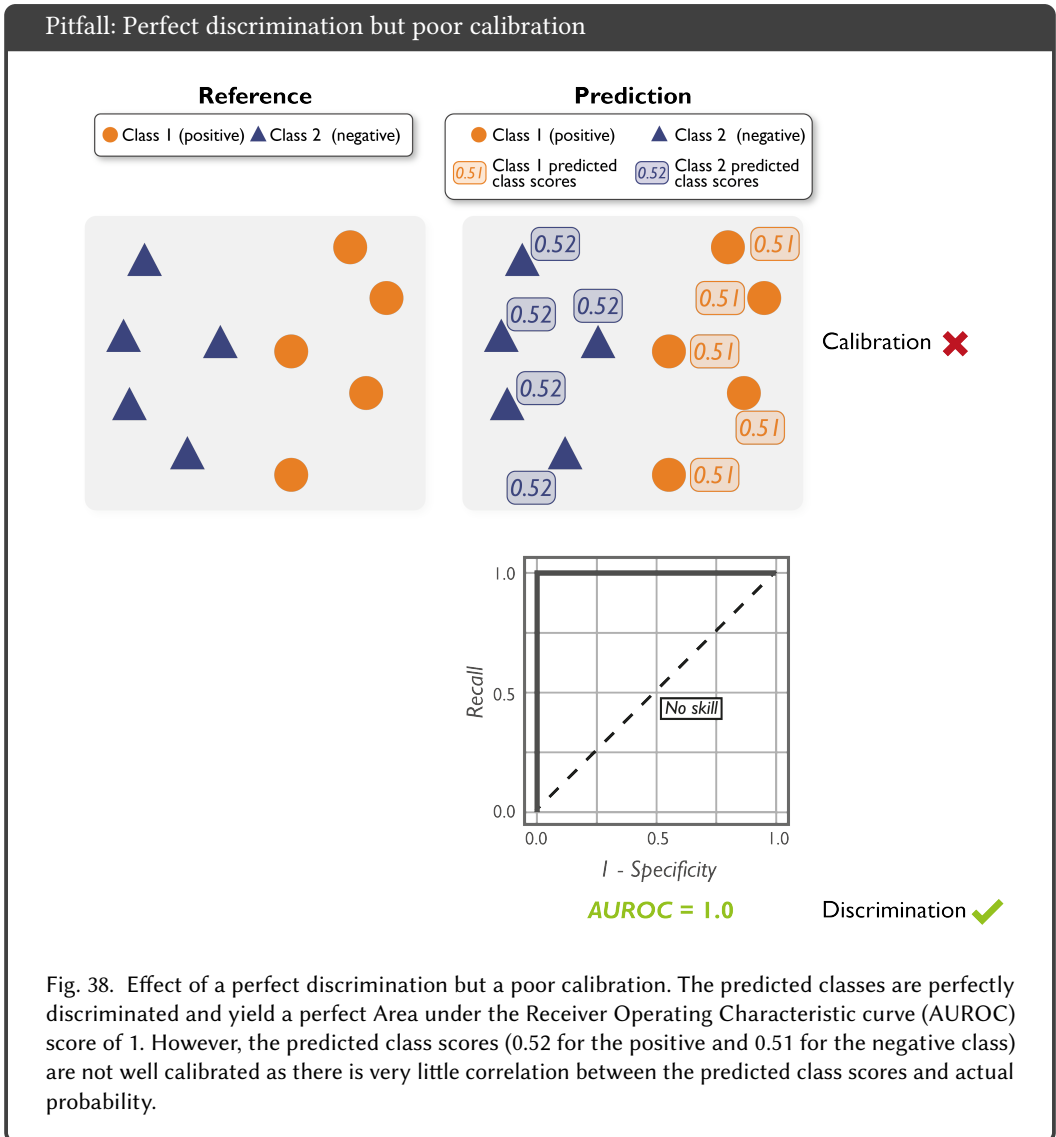 Pitfall: Perfect discrimination but poor calibration
Reference
Class 1 (positive) Class 2 (negative)
Prediction
Class 1 (positive) Class 2 (negative)
0.51 Class 1 predicted class scores
0.52 Class 2 predicted class scores
0.52
0.51
0.51
0.52
0.52
0.51
0.52
0.51
0.52
0.51
Calibration
1.0
0.5
0.0
Recall
No skill
0.0 0.5 1.0
1 - Specificity
AUROC = 1.0
Discrimination
Fig. 38. Effect of a perfect discrimination but a poor calibration. The predicted classes are perfectly
discriminated and yield a perfect Area under the Receiver Operating Characteristic curve (AUROC)
score of 1. However, the predicted class scores (0.52 for the positive and 0.51 for the negative class)
are not well calibrated as there is very little correlation between the predicted class scores and actual
probability.